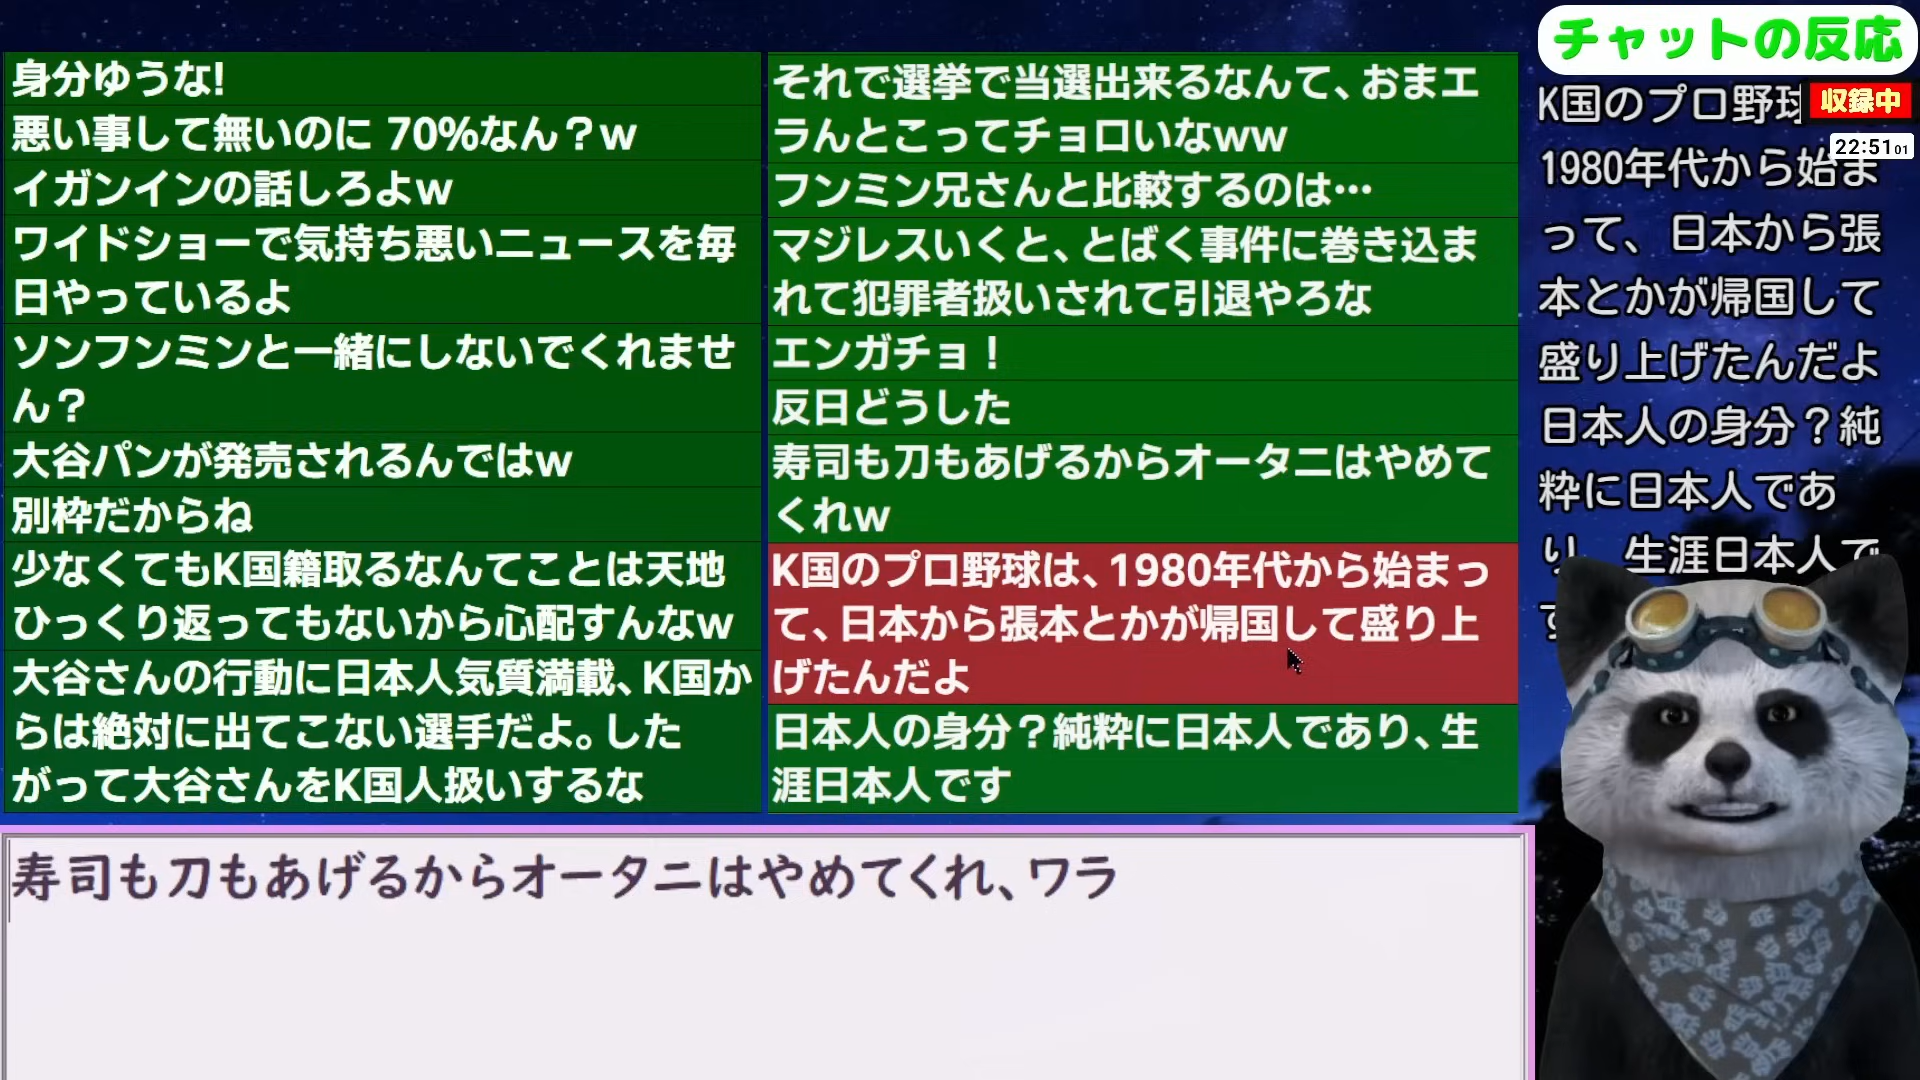 身分ゆうな!
悪い事して無いのに 70%なん？w
イガンインの話しろよw
ワイドショーで気持ち悪いニュースを毎
日やっているよ
ソンフンミンと一緒にしないでくれませ
ん？
大谷パンが発売されるんではw
別枠だからね
少なくてもK国籍取るなんてことは天地
ひっくり返ってもないから心配すんなw
大谷さんの行動に日本人気質満載、K国か
らは絶対に出てこない選手だよ。した
がって大谷さんをK国人扱いするな
それで選挙で当選出来るなんて、おまエ
ラんとこってチョロいなww
フンミン兄さんと比較するのは…
マジレスいくと、とばく事件に巻き込ま
れて犯罪者扱いされて引退やろな
エンガチョ！
反日どうした
寿司も刀もあげるからオータニはやめて
くれw
K国のプロ野球は、1980年代から始まっ
て、日本から張本とかが帰国して盛り上
げたんだよ
日本人の身分？純粋に日本人であり、生
涯日本人です
寿司も刀もあげるからオータニはやめてくれ、ワラ
チャットの反応
収録中
22:51 01
K国のプロ野球
1980年代から始ま
って、日本から張
本とかが帰国して
盛り上げたんだよ
日本人の身分？純
粋に日本人であ
り、生涯日本人で
す